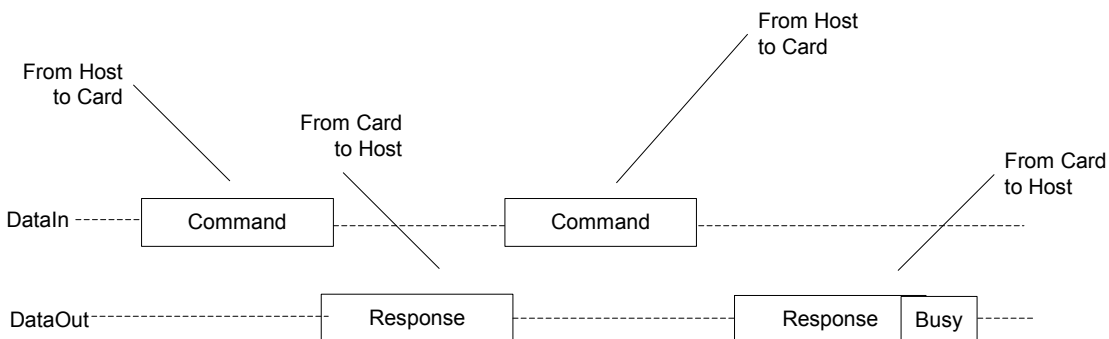 From Host
to Card
From Host
to Card
From Card
to Host
From Card
to Host
DataIn
Command
Command
DataOut
Response
Response
Busy